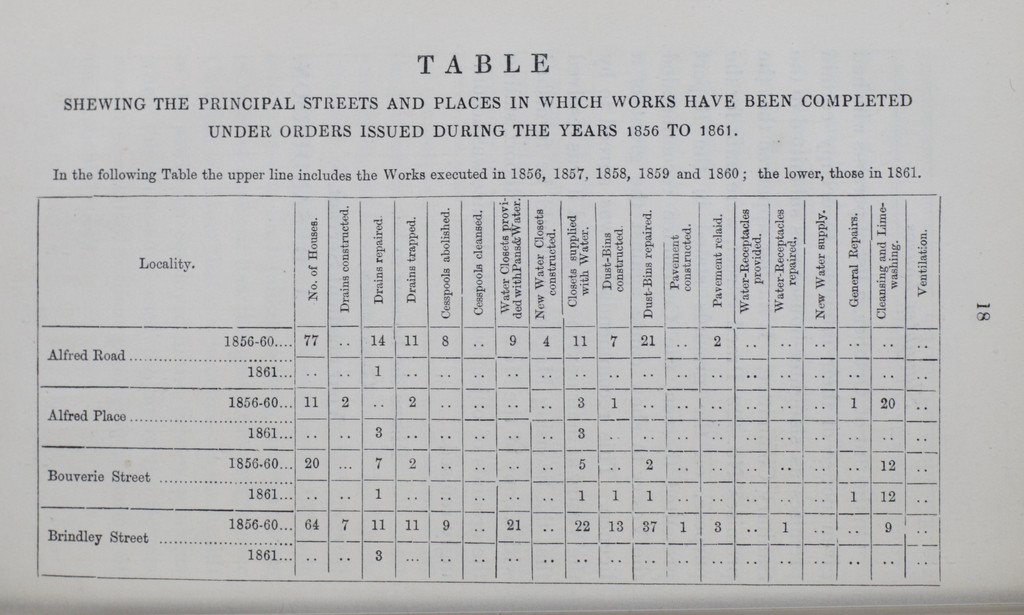 TABLE
SHEWING THE PRINCIPAL STREETS AND PLACES IN WHICH WORKS HAVE BEEN COMPLETED
UNDER ORDERS ISSUED DURING THE YEARS 1856 TO 1861.
In the following Table the upper line includes the Works executed in 1856, 1857, 1858, 1859 and 1860; the lower, those in 1861.
Locality. No. of Houses. Drains constructed. Drains repaired. Drains trapped. Cesspools abolished. Cesspools cleansed. Water Closets provided with Pans & Water. New Water Closets constructed. Closets supplied with Water. Dust-Bins constructed. Dust-Bins repaired. Pavement constructed. Pavement relaid. Water-Receptacles provided. Water-Receptacles repaired. New Water supply. General Repairs. Cleansing and Lime-washing. Ventilation.
1856-60... 77 .. 14 11 8 .. 9 4 11 7 21 .. 2 .. .. .. .. .. ..
Alfred Road
1861... .. .. 1 .. .. .. .. .. .. .. .. .. .. .. .. .. .. .. ..
1856-60... 11 2 .. 2 .. .. .. .. 3 1 .. .. .. .. .. .. 1 20 ..
Alfred Place
1861... .. .. 3 .. .. .. .. .. 3 .. .. .. .. .. .. .. .. .. ..
1856-60... 20 ... 7 2 .. .. .. .. 5 .. 2 .. .. .. .. .. .. 12 ..
Bouverie Street
1861... .. .. 1 .. .. .. .. .. 1 1 1 .. .. .. .. .. 1 12 ..
1856-60... 64 7 11 11 9 .. 21 .. 22 13 37 1 3 .. 1 .. .. 9 ..
Brindley Street
1861... .. .. 3 ... .. .. .. .. .. .. .. .. .. .. .. .. .. .. ..
18